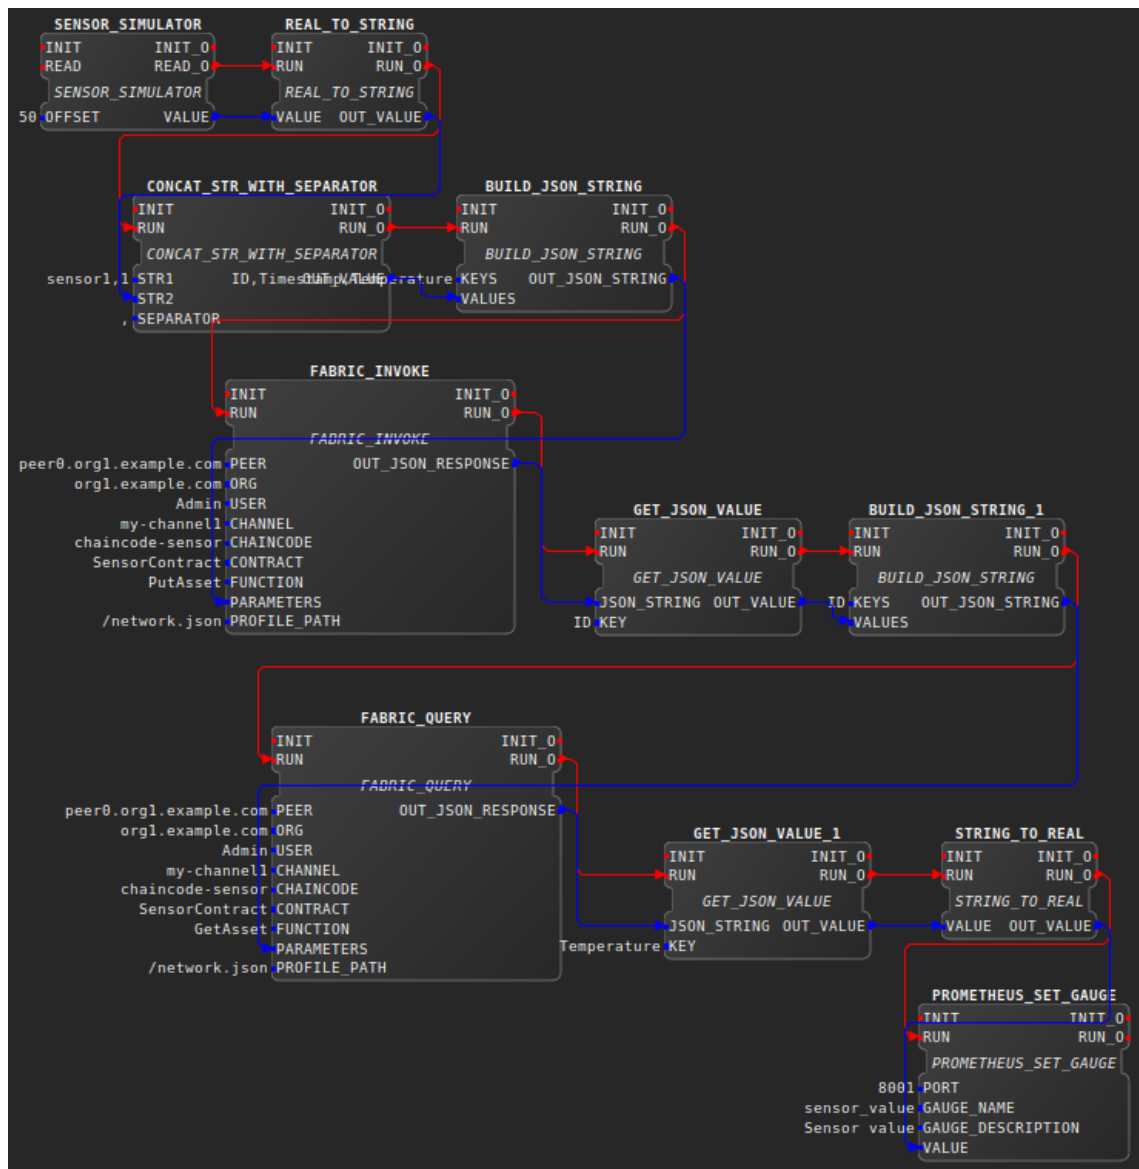 SENSOR_SIMULATOR REAL_TO_STRING
INIT INIT_O INIT INIT_O
READ READ_O RUN RUN_O
SENSOR_SIMULATOR REAL_TO_STRING
50 OFFSET VALUE VALUE OUT_VALUE
CONCAT_STR_WITH_SEPARATOR BUILD_JSON_STRING
INIT INIT_O INIT INIT_O
RUN RUN_O RUN RUN_O
CONCAT_STR_WITH_SEPARATOR BUILD_JSON_STRING
sensor1,1 STR1 OUT_VALUE ID,Timestamp,Temperature KEYS OUT_JSON_STRING
STR2 VALUES
, SEPARATOR
FABRIC_INVOKE
INIT INIT_O
RUN RUN_O
FABRIC_INVOKE
peer0.org1.example.com PEER OUT_JSON_RESPONSE
org1.example.com ORG
Admin USER
my-channel1 CHANNEL
chaincode-sensor CHAINCODE
SensorContract CONTRACT
PutAsset FUNCTION
PARAMETERS
/network.json PROFILE_PATH
GET_JSON_VALUE BUILD_JSON_STRING_1
INIT INIT_O INIT INIT_O
RUN RUN_O RUN RUN_O
GET_JSON_VALUE BUILD_JSON_STRING
JSON_STRING OUT_VALUE ID KEYS OUT_JSON_STRING
ID KEY VALUES
FABRIC_QUERY
INIT INIT_O
RUN RUN_O
FABRIC_QUERY
peer0.org1.example.com PEER OUT_JSON_RESPONSE
org1.example.com ORG
Admin USER
my-channel1 CHANNEL
chaincode-sensor CHAINCODE
SensorContract CONTRACT
GetAsset FUNCTION
PARAMETERS
/network.json PROFILE_PATH
GET_JSON_VALUE_1 STRING_TO_REAL
INIT INIT_O INIT INIT_O
RUN RUN_O RUN RUN_O
GET_JSON_VALUE STRING_TO_REAL
JSON_STRING OUT_VALUE VALUE OUT_VALUE
Temperature KEY
PROMETHEUS_SET_GAUGE
INIT INIT_O
RUN RUN_O
PROMETHEUS_SET_GAUGE
8001 PORT
sensor_value GAUGE_NAME
Sensor value GAUGE_DESCRIPTION
VALUE